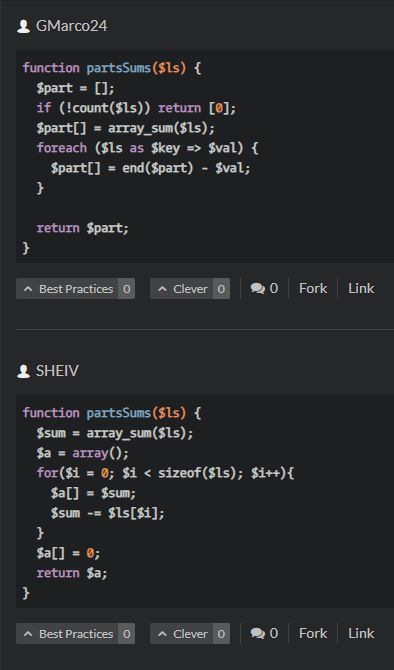 GMarco24
function partsSums($ls) {
  $part = [];
  if (!count($ls)) return [0];
  $part[] = array_sum($ls);
  foreach ($ls as $key => $val) {
    $part[] = end($part) - $val;
  }

  return $part;
}
Best Practices 0 Clever 0 0 Fork Link
SHEIV
function partsSums($ls) {
  $sum = array_sum($ls);
  $a = array();
  for($i = 0; $i < sizeof($ls); $i++){
    $a[] = $sum;
    $sum -= $ls[$i];
  }
  $a[] = 0;
  return $a;
}
Best Practices 0 Clever 0 0 Fork Link